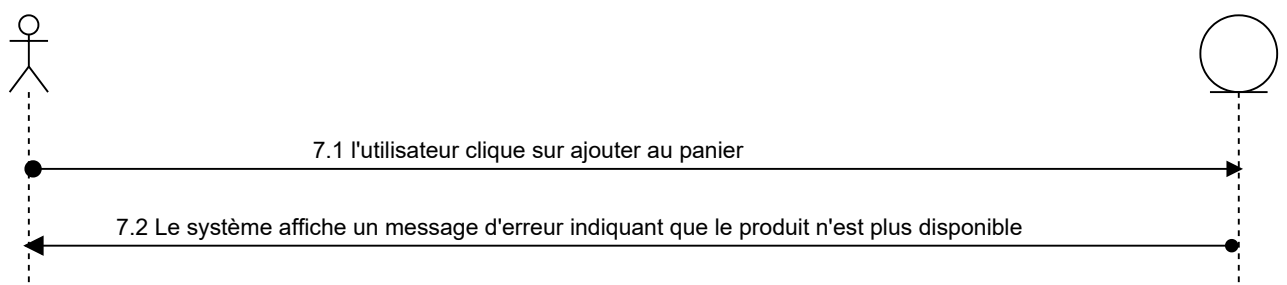 7.1 l'utilisateur clique sur ajouter au panier
7.2 Le système affiche un message d'erreur indiquant que le produit n'est plus disponible